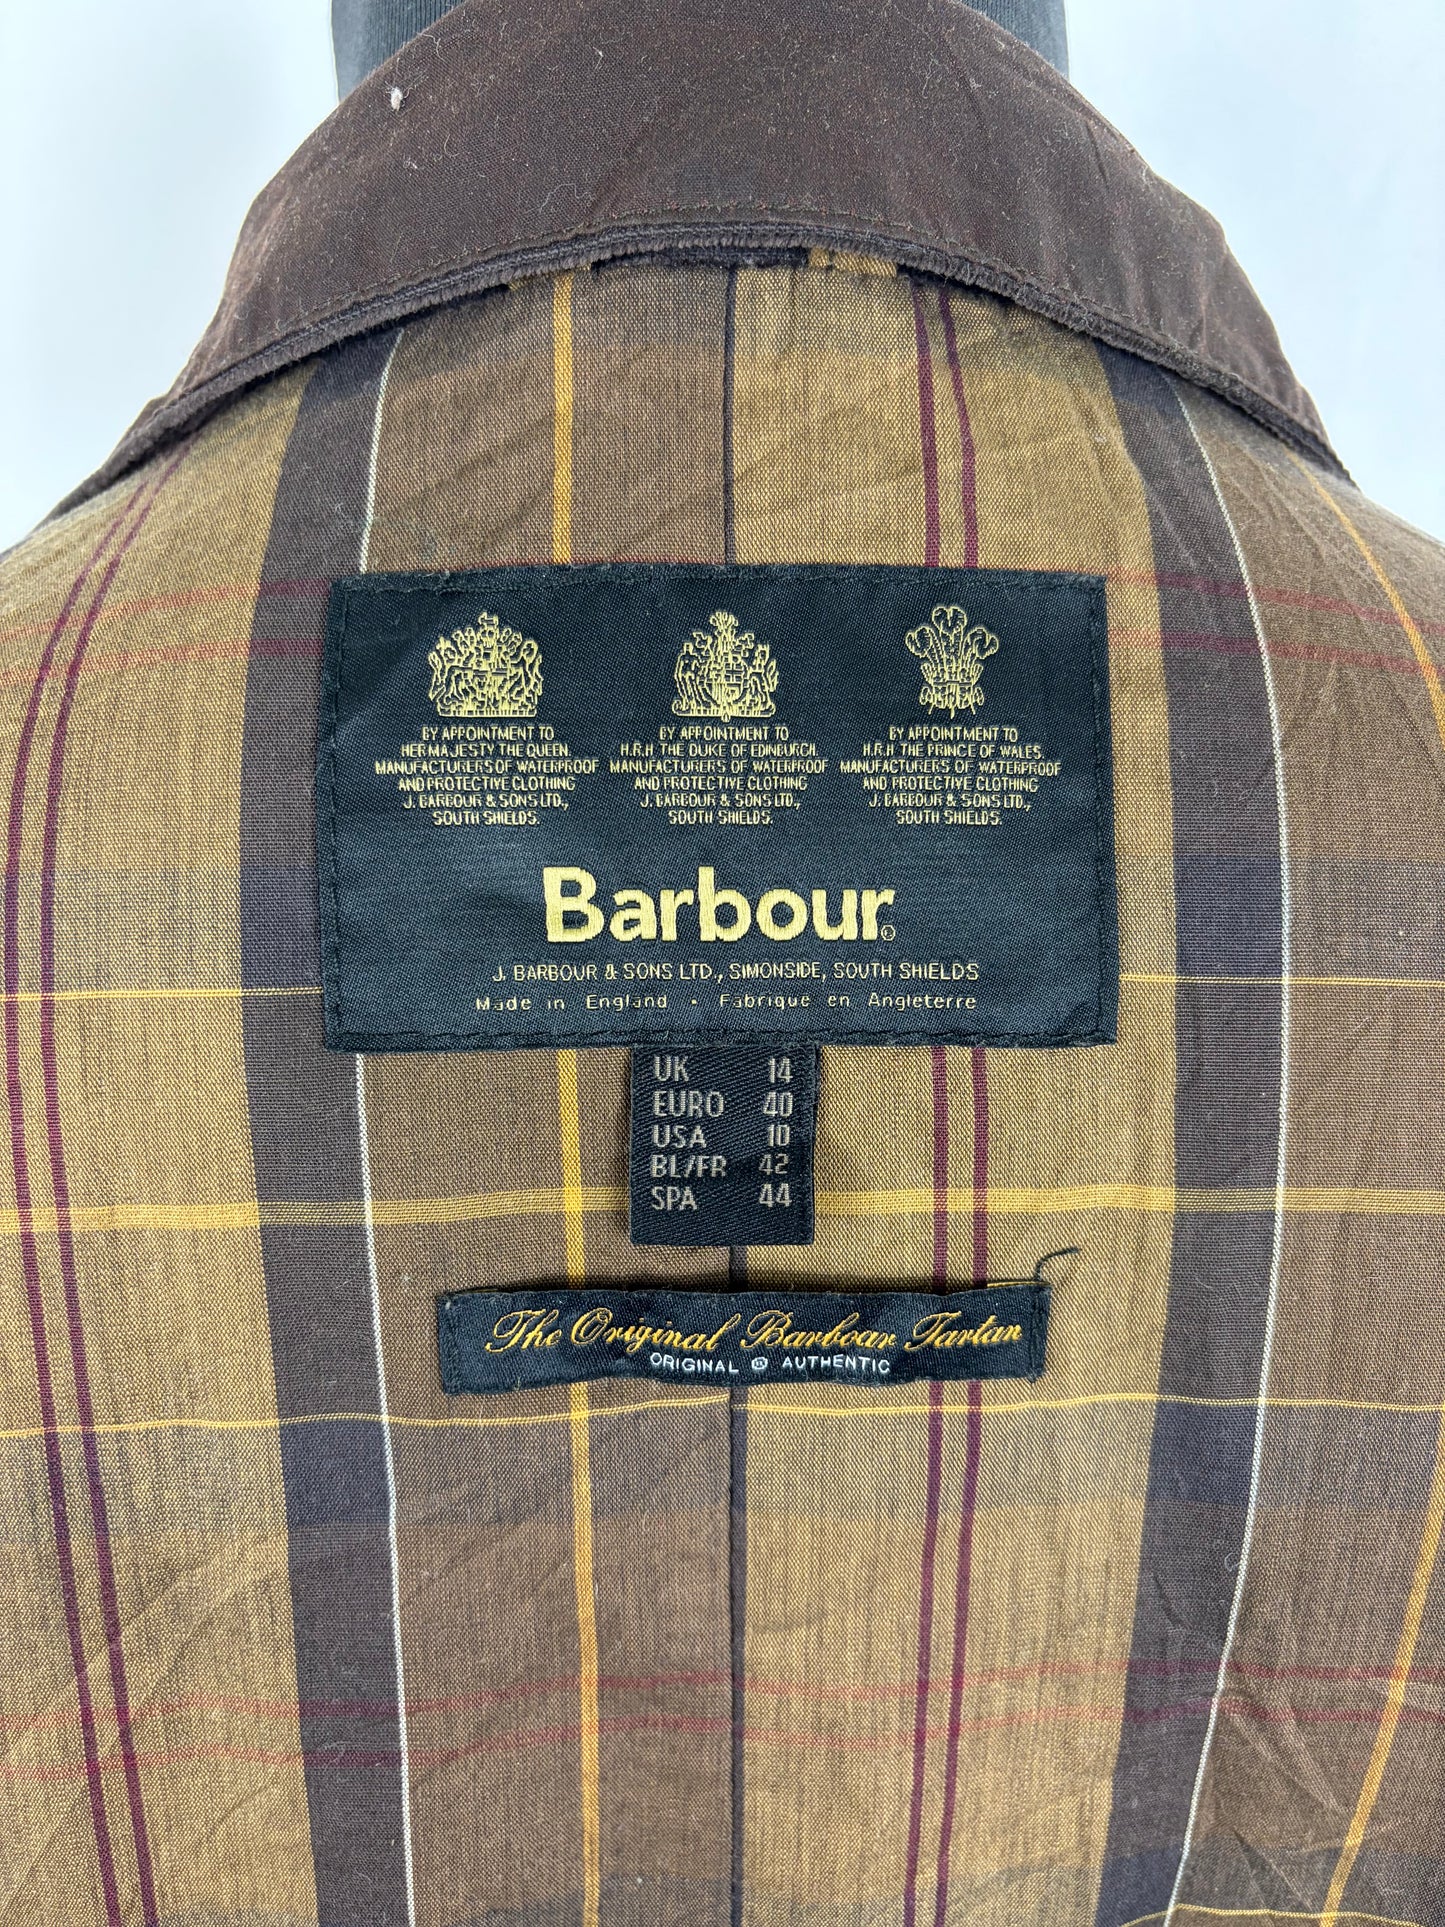 BY APPOINTMENT TO
HER MAJESTY THE QUEEN.
MANUFACTURERS OF WATERPROOF
AND PROTECTIVE CLOTHING
J. BARBOUR & SONS LTD.,
SOUTH SHIELDS.
BY APPOINTMENT TO
H.R.H THE DUKE OF EDINBURGH.
MANUFACTURERS OF WATERPROOF
AND PROTECTIVE CLOTHING
J. BARBOUR & SONS LTD.,
SOUTH SHIELDS.
BY APPOINTMENT TO
H.R.H THE PRINCE OF WALES.
MANUFACTURERS OF WATERPROOF
AND PROTECTIVE CLOTHING
J. BARBOUR & SONS LTD.,
SOUTH SHIELDS.
Barbour®
J. BARBOUR & SONS LTD., SIMONSIDE, SOUTH SHIELDS
Made in England • Fabrique en Angleterre
UK 14
EURO 40
USA 10
BL/FR 42
SPA 44
The Original Barbour Tartan
ORIGINAL AUTHENTIC